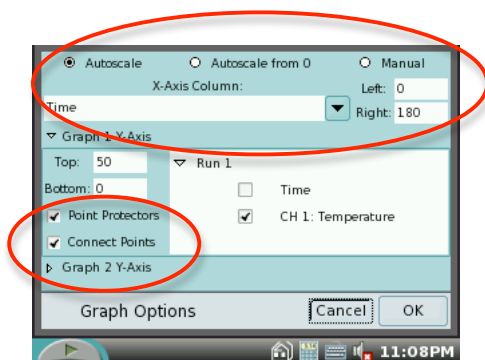 Autoscale Autoscale from 0 Manual
X-Axis Column: Left: 0
Time Right: 180
Graph 1 Y-Axis
Top: 50 Run 1
Bottom: 0 Time
Point Protectors CH 1: Temperature
Connect Points
Graph 2 Y-Axis
Graph Options Cancel OK
11:08PM